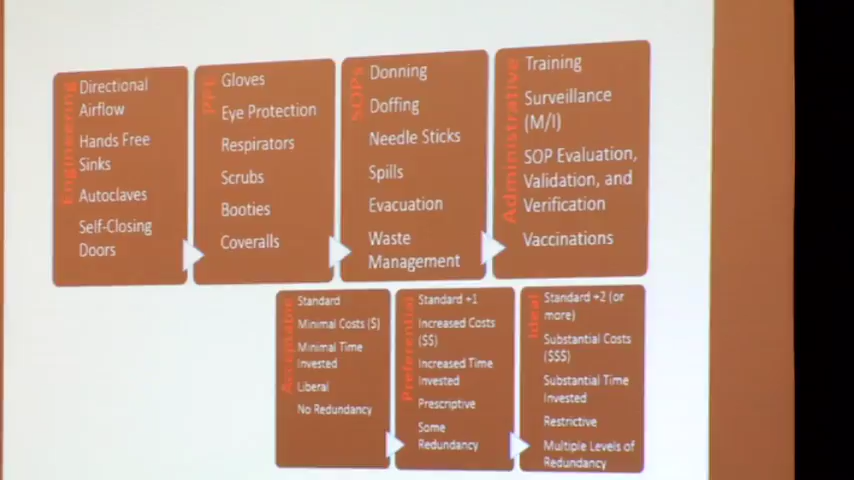 Engineering
Directional
Airflow
Hands Free
Sinks
Autoclaves
Self-Closing
Doors
PPE
Gloves
Eye Protection
Respirators
Scrubs
Booties
Coveralls
SOPs
Donning
Doffing
Needle Sticks
Spills
Evacuation
Waste
Management
Administrative
Training
Surveillance
(M/I)
SOP Evaluation,
Validation, and
Verification
Vaccinations
Acceptable
Standard
Minimal Costs ($)
Minimal Time
Invested
Liberal
No Redundancy
Preferential
Standard +1
Increased Costs
($$)
Increased Time
Invested
Prescriptive
Some
Redundancy
Ideal
Standard +2 (or
more)
Substantial Costs
($$$)
Substantial Time
Invested
Restrictive
Multiple Levels of
Redundancy